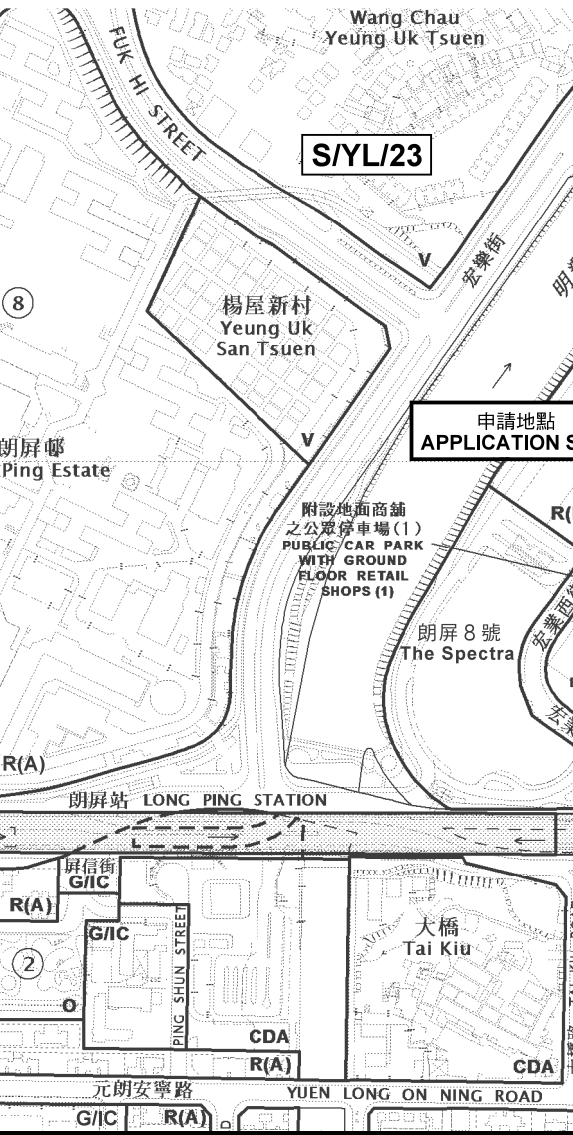 Wang Chau
Yeung Uk Tsuen
FUK HI STREET
S/YL/23
V
宏樂街
8
楊屋新村
Yeung Uk
San Tsuen
V
申請地點
APPLICATION S
朗屏邨
Ping Estate
R(
附設地面商舖
之公眾停車場(1)
PUBLIC CAR PARK
WITH GROUND
FLOOR RETAIL
SHOPS (1)
宏業西街
朗屏8號
The Spectra
R(A)
朗屏站 LONG PING STATION
屏信街
G/IC
R(A)
G/IC
大橋
Tai Kiu
2
PING SHUN STREET
O
CDA
R(A)
CDA
元朗安寧路
YUEN LONG ON NING ROAD
G/IC
R(A)